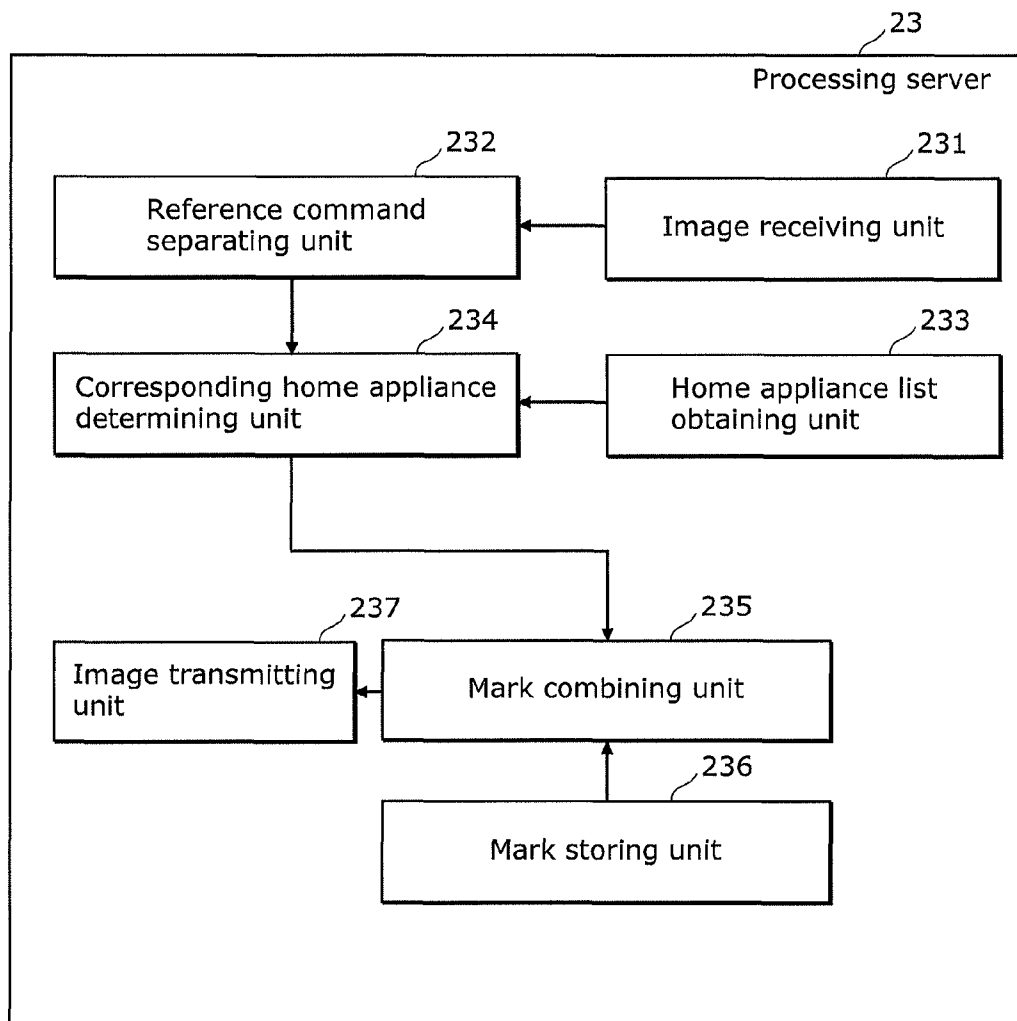 23
Processing server
232
Reference command
separating unit
231
Image receiving unit
234
Corresponding home appliance
determining unit
233
Home appliance list
obtaining unit
237
Image transmitting
unit
235
Mark combining unit
236
Mark storing unit